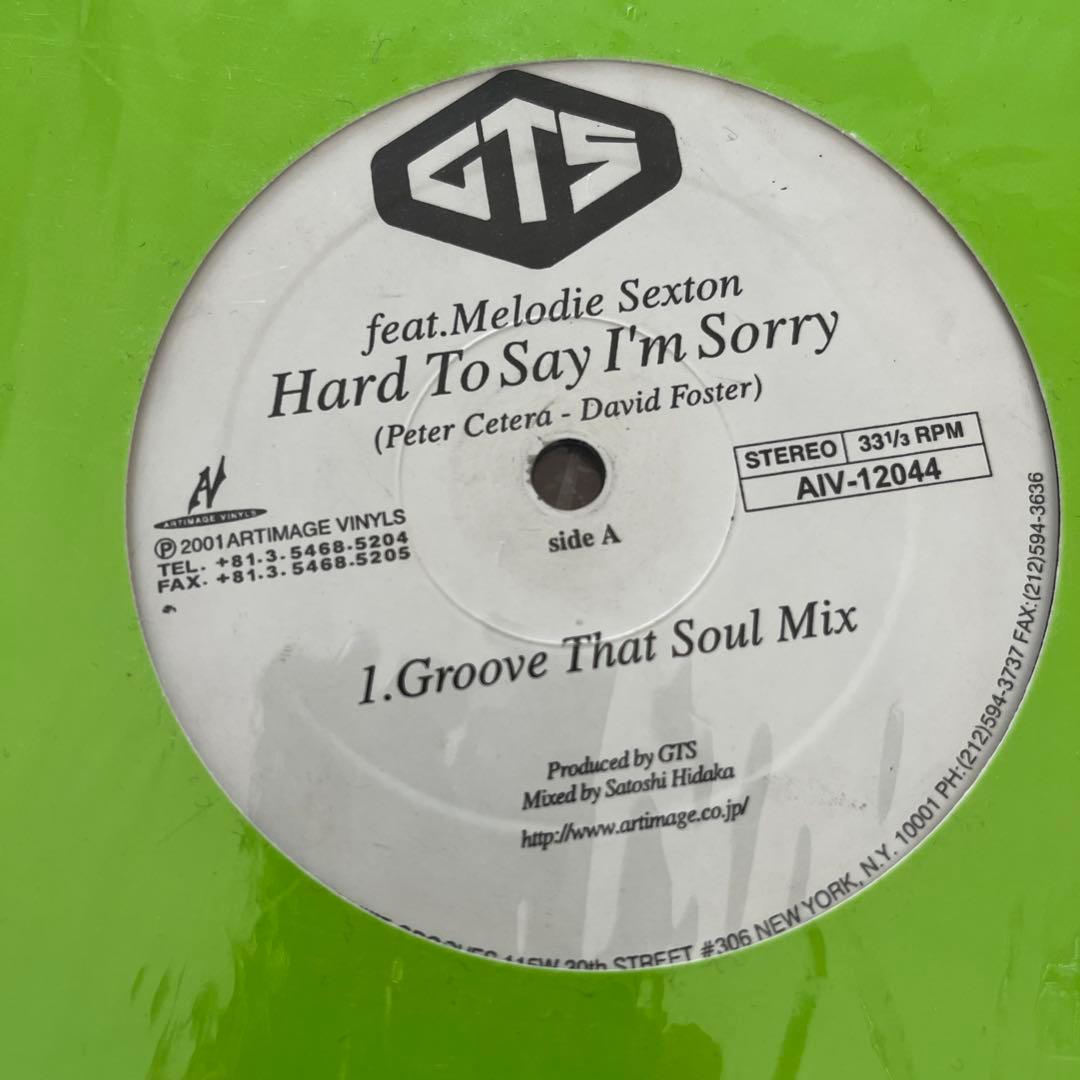 GTS
feat.Melodie Sexton
Hard To Say I'm Sorry
(Peter Cetera - David Foster)
STEREO 33⅓ RPM
AIV-12044
ARTIMAGE VINYLS
℗ 2001 ARTIMAGE VINYLS
TEL. +81.3.5468.5204
FAX. +81.3.5468.5205
side A
1.Groove That Soul Mix
Produced by GTS
Mixed by Satoshi Hidaka
http://www.artimage.co.jp/
115W 30th STREET #306 NEW YORK, N.Y. 10001 PH:(212)594-3737 FAX:(212)594-3636